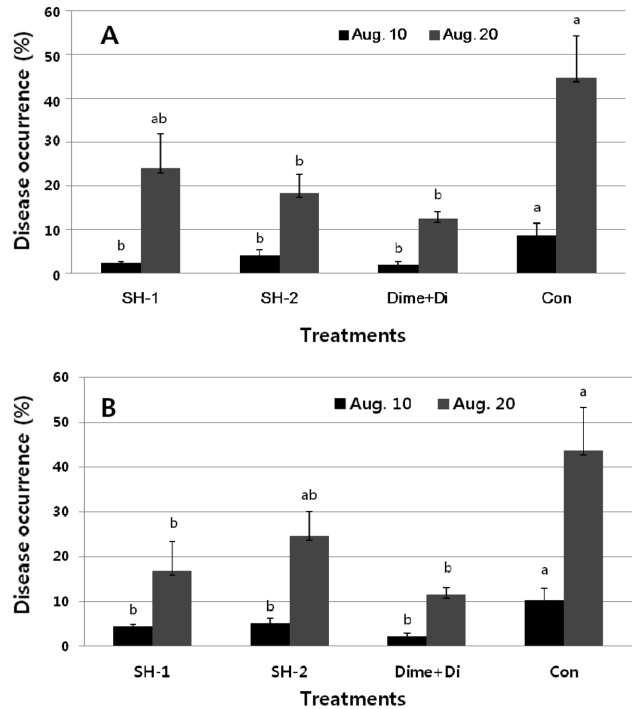 60
50
40
30
20
10
0
Disease occurrence (%)
A
Aug. 10 Aug. 20
b ab b b b b a a
SH-1 SH-2 Dime+Di Con
Treatments
60
50
40
30
20
10
0
Disease occurrence (%)
B
Aug. 10 Aug. 20
b b b ab b b a a
SH-1 SH-2 Dime+Di Con
Treatments